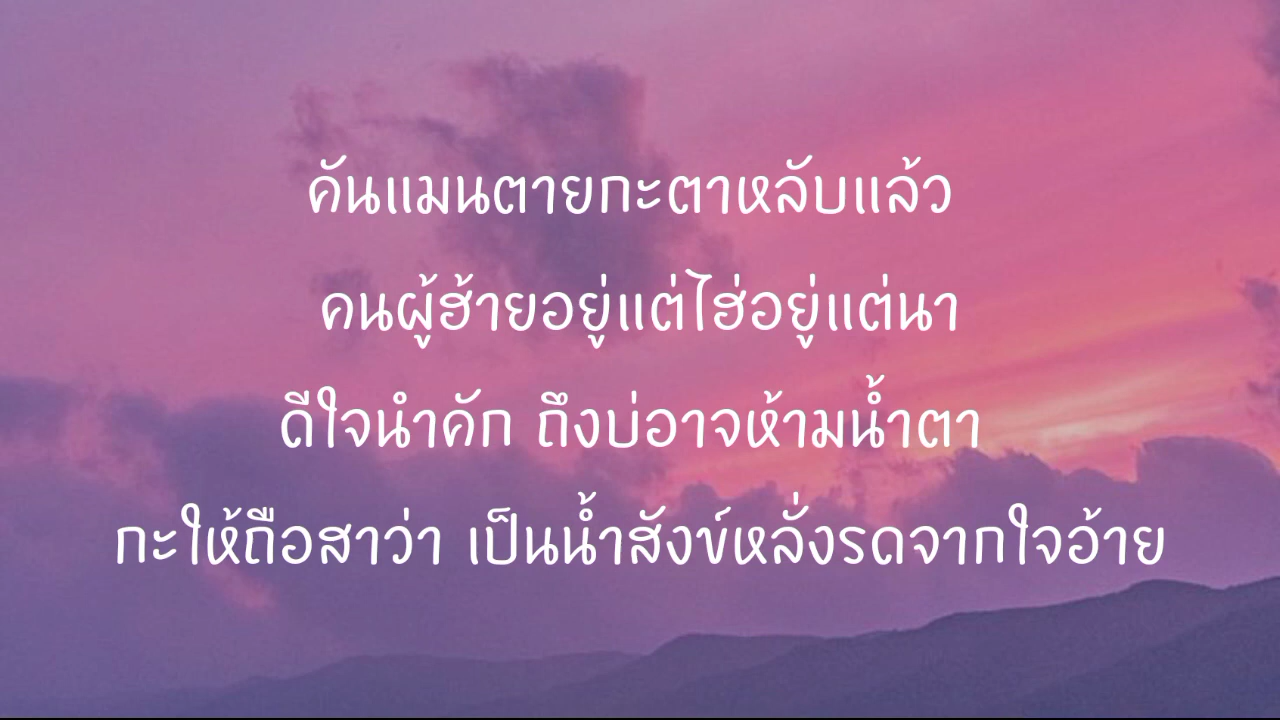 คันแมนตายกะตาหลับแล้ว
คนผู้ฮ้ายอยู่แต่ไฮ่อยู่แต่นา
ดีใจนำคัก ถึงบ่อาจห้ามน้ำตา
กะให้ถือสาว่า เป็นน้ำสังข์หลั่งรดจากใจอ้าย